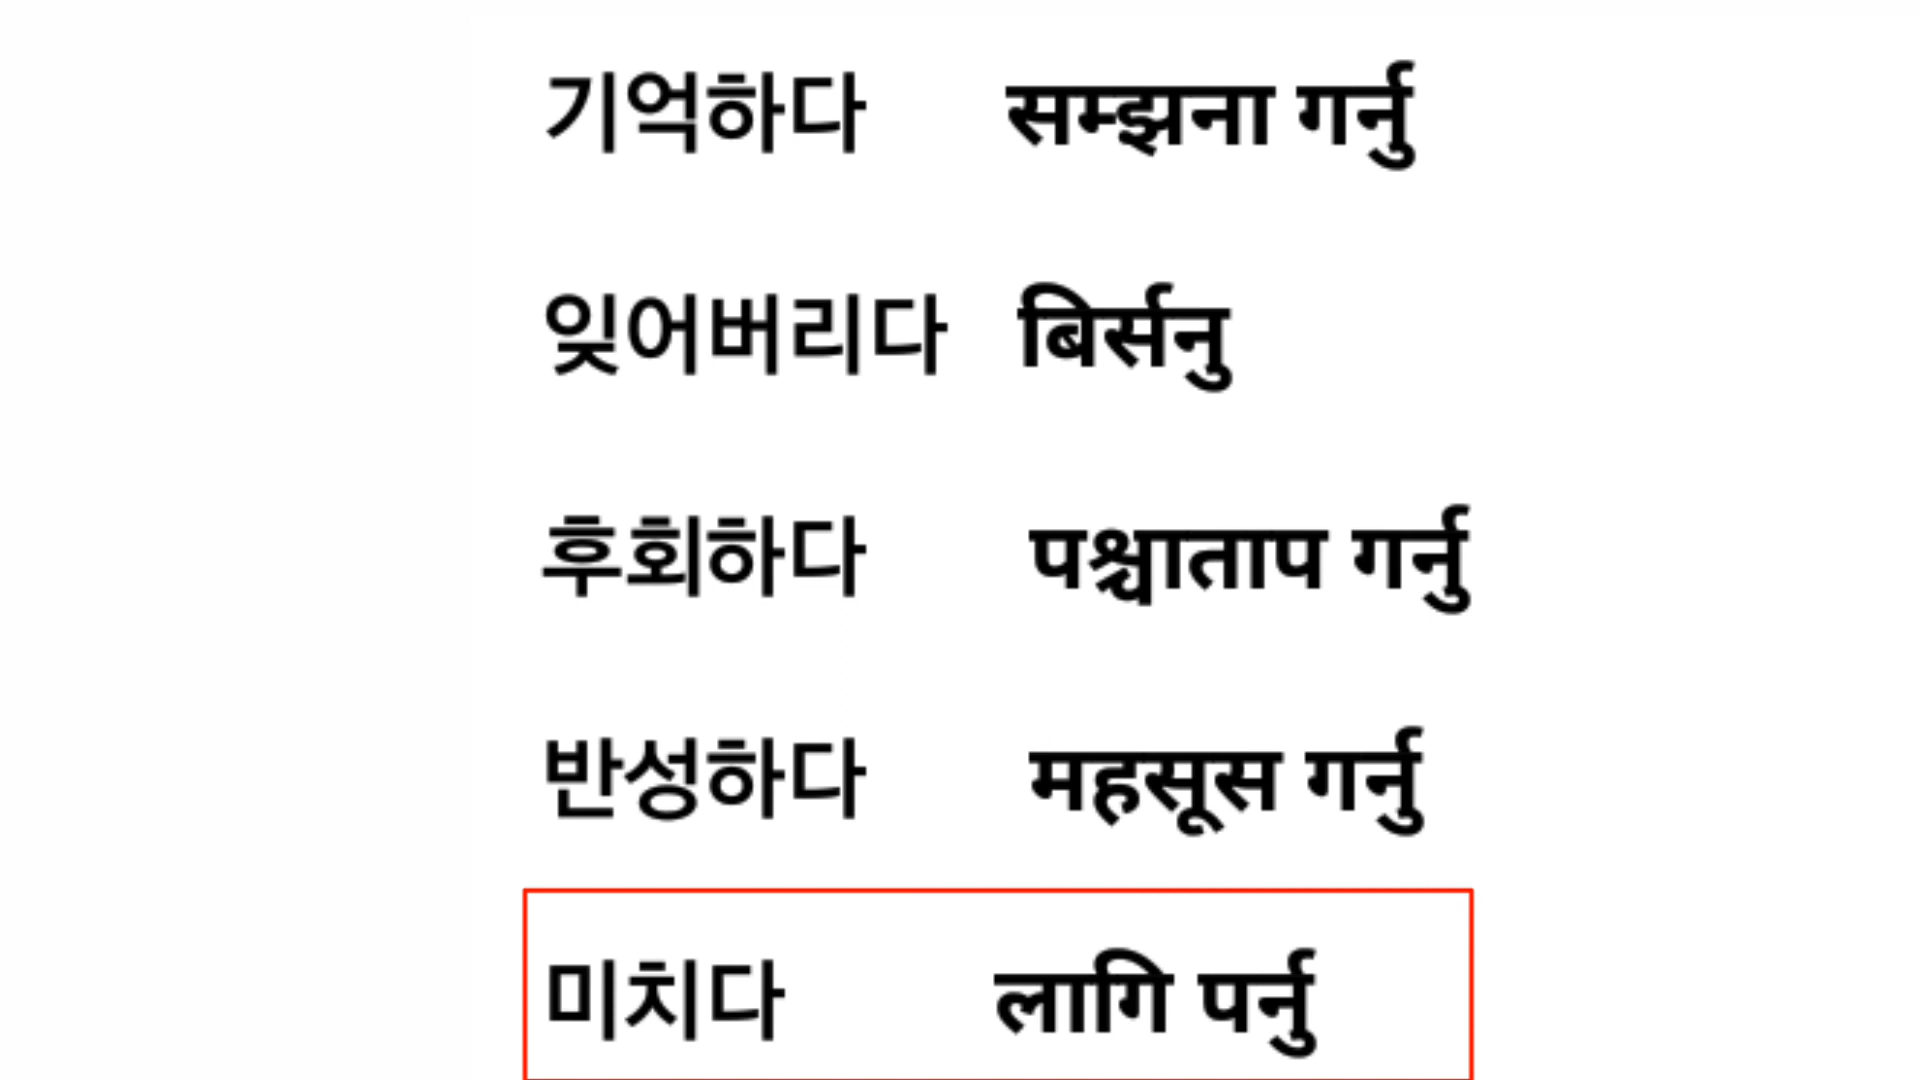 기억하다 सम्झना गर्नु
잊어버리다 बिर्सनु
후회하다 पश्चाताप गर्नु
반성하다 महसूस गर्नु
미치다 लागि पर्नु